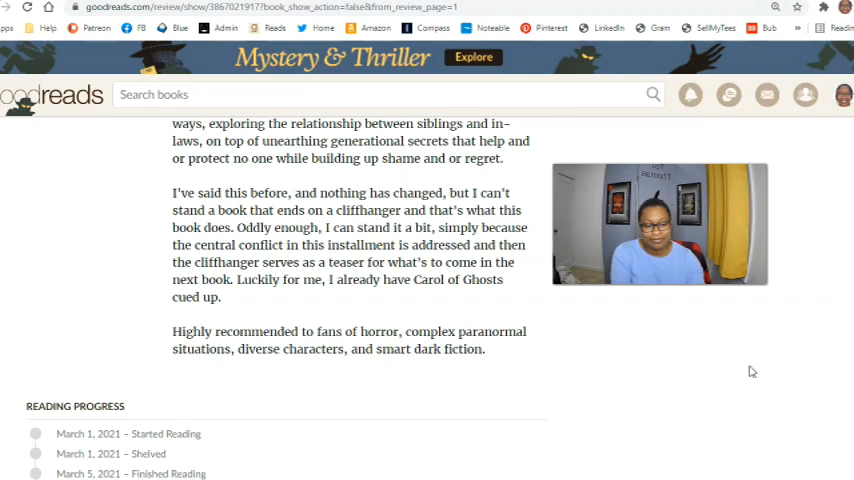 goodreads.com/review/show/3867021917?book_show_action=false&from_review_page=1
pps Help Patreon FB Blue Admin Reads Home Amazon Compass Noteable Pinterest LinkedIn Gram SellMyTees Bub » Readin
Mystery & Thriller Explore
oodreads Search books
ways, exploring the relationship between siblings and in-
laws, on top of unearthing generational secrets that help and
or protect no one while building up shame and or regret.
I've said this before, and nothing has changed, but I can't
stand a book that ends on a cliffhanger and that's what this
book does. Oddly enough, I can stand it a bit, simply because
the central conflict in this installment is addressed and then
the cliffhanger serves as a teaser for what's to come in the
next book. Luckily for me, I already have Carol of Ghosts
cued up.
Highly recommended to fans of horror, complex paranormal
situations, diverse characters, and smart dark fiction.
READING PROGRESS
March 1, 2021 – Started Reading
March 1, 2021 – Shelved
March 5, 2021 – Finished Reading